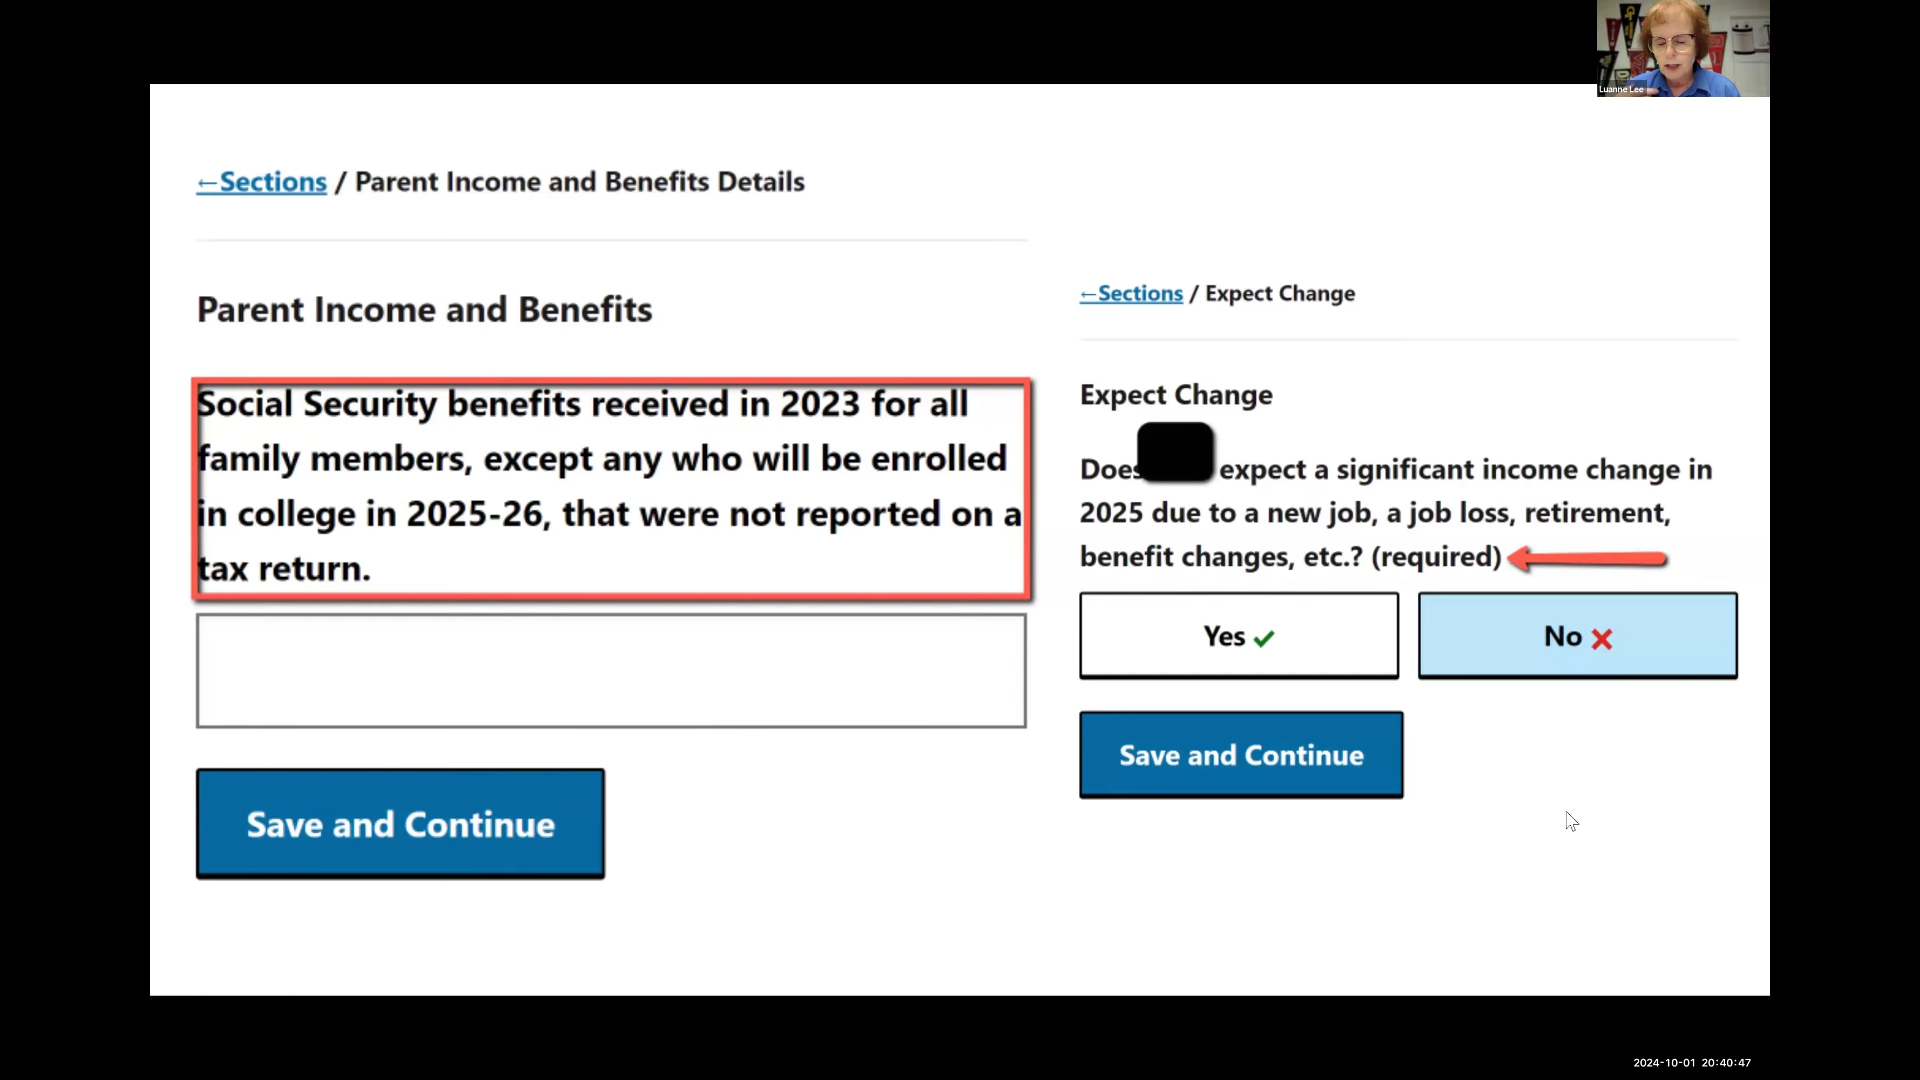 Luanne Lee
←Sections / Parent Income and Benefits Details
Parent Income and Benefits
Social Security benefits received in 2023 for all
family members, except any who will be enrolled
in college in 2025-26, that were not reported on a
tax return.
Save and Continue
←Sections / Expect Change
Expect Change
Does expect a significant income change in
2025 due to a new job, a job loss, retirement,
benefit changes, etc.? (required)
Yes
No
Save and Continue
2024-10-01 20:40:47